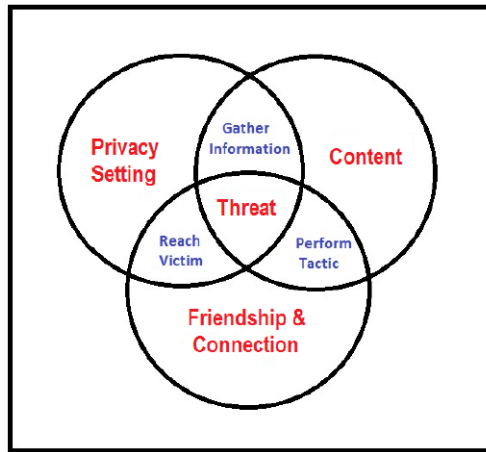 Gather
Information
Privacy
Setting
Content
Threat
Reach
Victim
Perform
Tactic
Friendship &
Connection